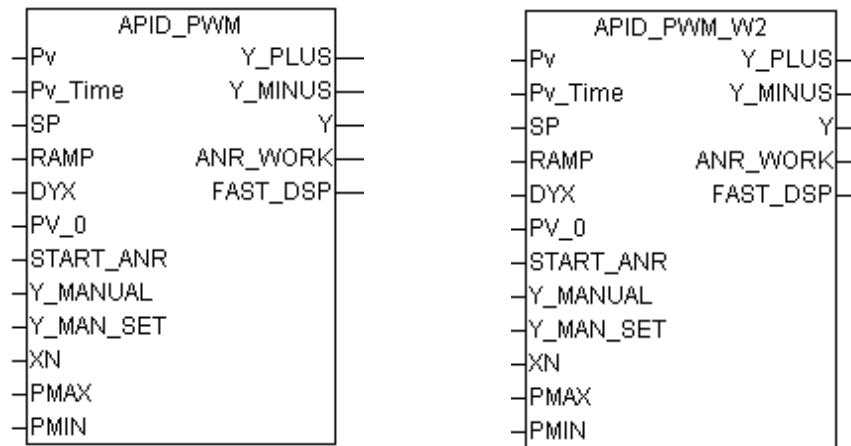 APID_PWM
Pv Y_PLUS
Pv_Time Y_MINUS
SP Y
RAMP ANR_WORK
DYX FAST_DSP
PV_0
START_ANR
Y_MANUAL
Y_MAN_SET
XN
PMAX
PMIN
APID_PWM_W2
Pv Y_PLUS
Pv_Time Y_MINUS
SP Y
RAMP ANR_WORK
DYX FAST_DSP
PV_0
START_ANR
Y_MANUAL
Y_MAN_SET
XN
PMAX
PMIN